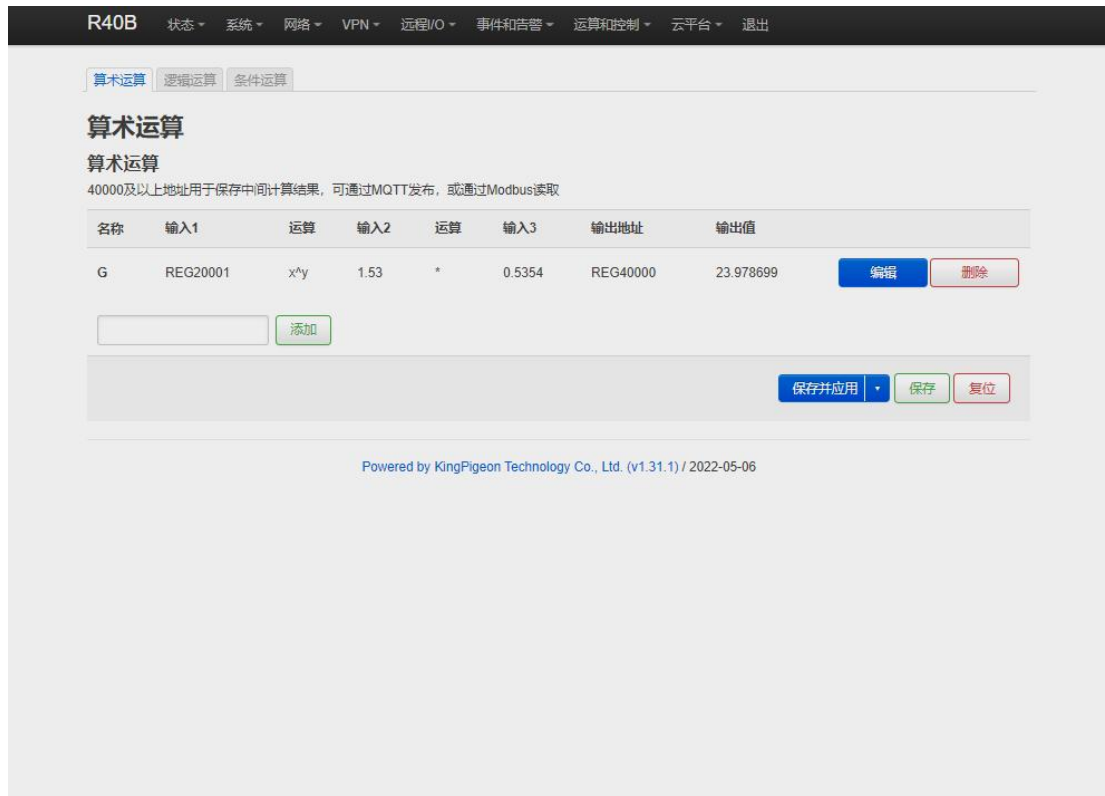 R40B 状态 系统 网络 VPN 远程I/O 事件和告警 运算和控制 云平台 退出
算术运算 逻辑运算 条件运算
算术运算
算术运算
40000及以上地址用于保存中间计算结果，可通过MQTT发布，或通过Modbus读取
名称 输入1 运算 输入2 运算 输入3 输出地址 输出值
G REG20001 x^y 1.53 * 0.5354 REG40000 23.978699 编辑 删除
添加
保存并应用 保存 复位
Powered by KingPigeon Technology Co., Ltd. (v1.31.1) / 2022-05-06